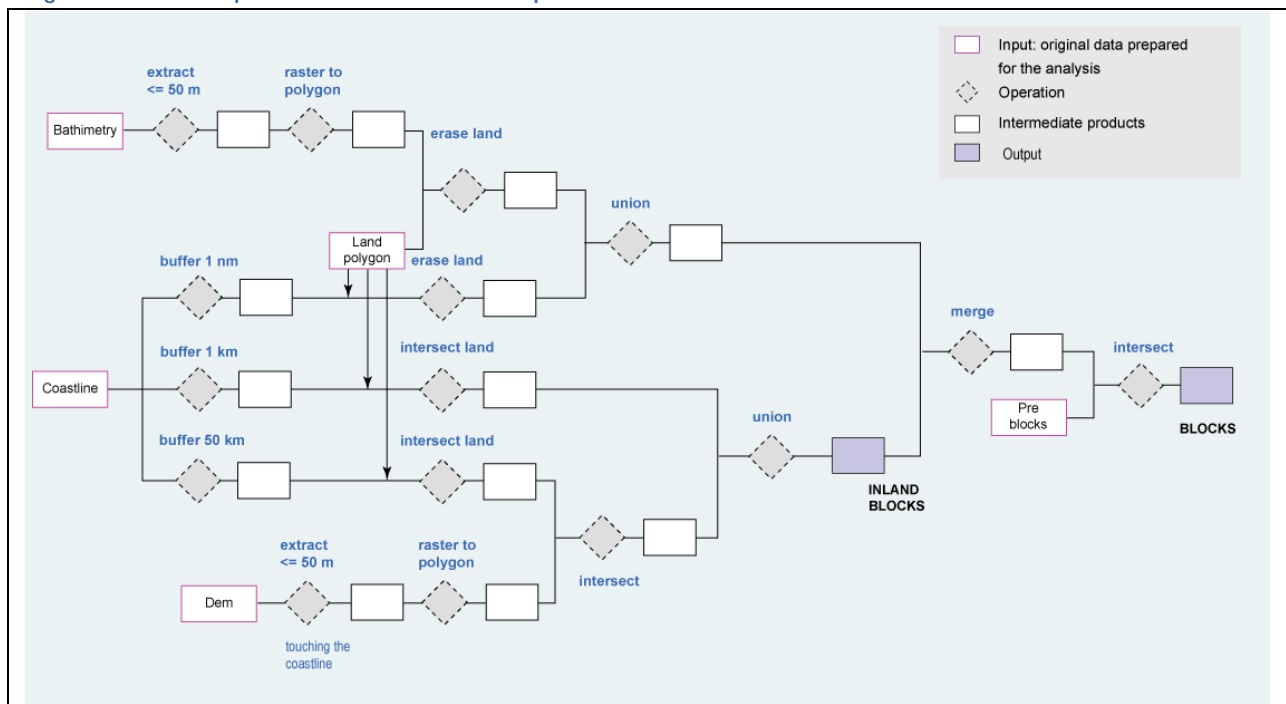 extract
<= 50 m
raster to
polygon
Bathimetry
erase land
union
Land
polygon
buffer 1 nm
erase land
merge
buffer 1 km
intersect land
intersect
Coastline
Pre
blocks
BLOCKS
buffer 50 km
intersect land
union
INLAND
BLOCKS
extract
<= 50 m
raster to
polygon
intersect
Dem
touching the
coastline
Input: original data prepared
for the analysis
Operation
Intermediate products
Output